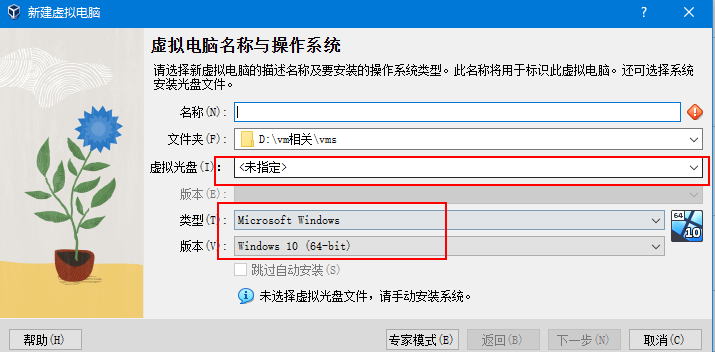 新建虚拟电脑
虚拟电脑名称与操作系统
请选择新虚拟电脑的描述名称及要安装的操作系统类型。此名称将用于标识此虚拟电脑。还可选择系统
安装光盘文件。
名称(N):
文件夹(F): D:\vm相关\vms
虚拟光盘(I): <未指定>
版本(E):
类型(T): Microsoft Windows
64
版本(V): Windows 10 (64-bit)
10
跳过自动安装(S)
未选择虚拟光盘文件，请手动安装系统。
帮助(H) 专家模式(E) 返回(B) 下一步(N) 取消(C)